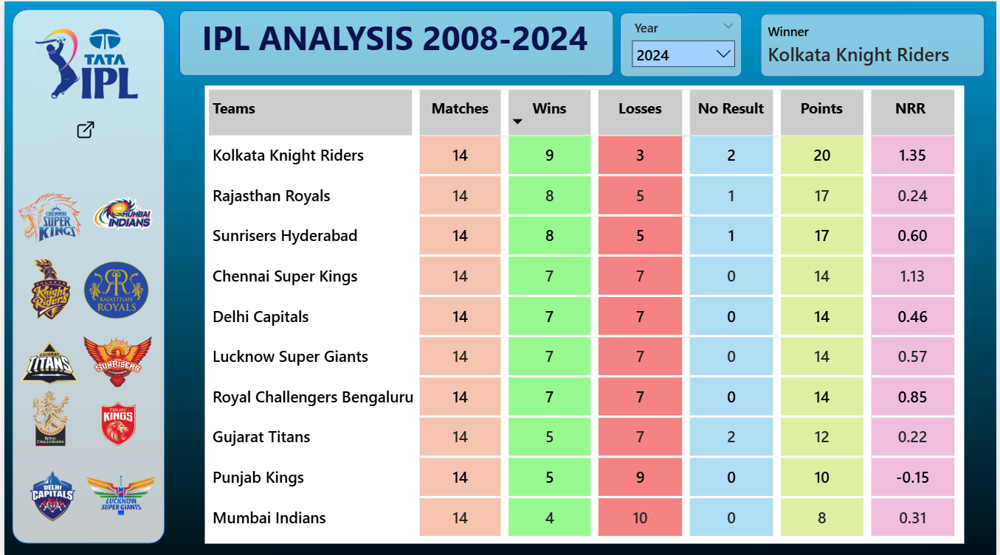 TATA
IPL
IPL ANALYSIS 2008-2024
Year
2024
Winner
Kolkata Knight Riders
Teams Matches Wins Losses No Result Points NRR
Kolkata Knight Riders 14 9 3 2 20 1.35
Rajasthan Royals 14 8 5 1 17 0.24
Sunrisers Hyderabad 14 8 5 1 17 0.60
Chennai Super Kings 14 7 7 0 14 1.13
Delhi Capitals 14 7 7 0 14 0.46
Lucknow Super Giants 14 7 7 0 14 0.57
Royal Challengers Bengaluru 14 7 7 0 14 0.85
Gujarat Titans 14 5 7 2 12 0.22
Punjab Kings 14 5 9 0 10 -0.15
Mumbai Indians 14 4 10 0 8 0.31
CHENNAI
SUPER
KINGS
MUMBAI
INDIANS
KOLKATA
Knight
Riders
RR
RAJASTHAN
ROYALS
GUJARAT
TITANS
SUNRISERS
ROYAL
CHALLENGERS
PUNJAB
KINGS
DELHI
CAPITALS
LUCKNOW
SUPER GIANTS